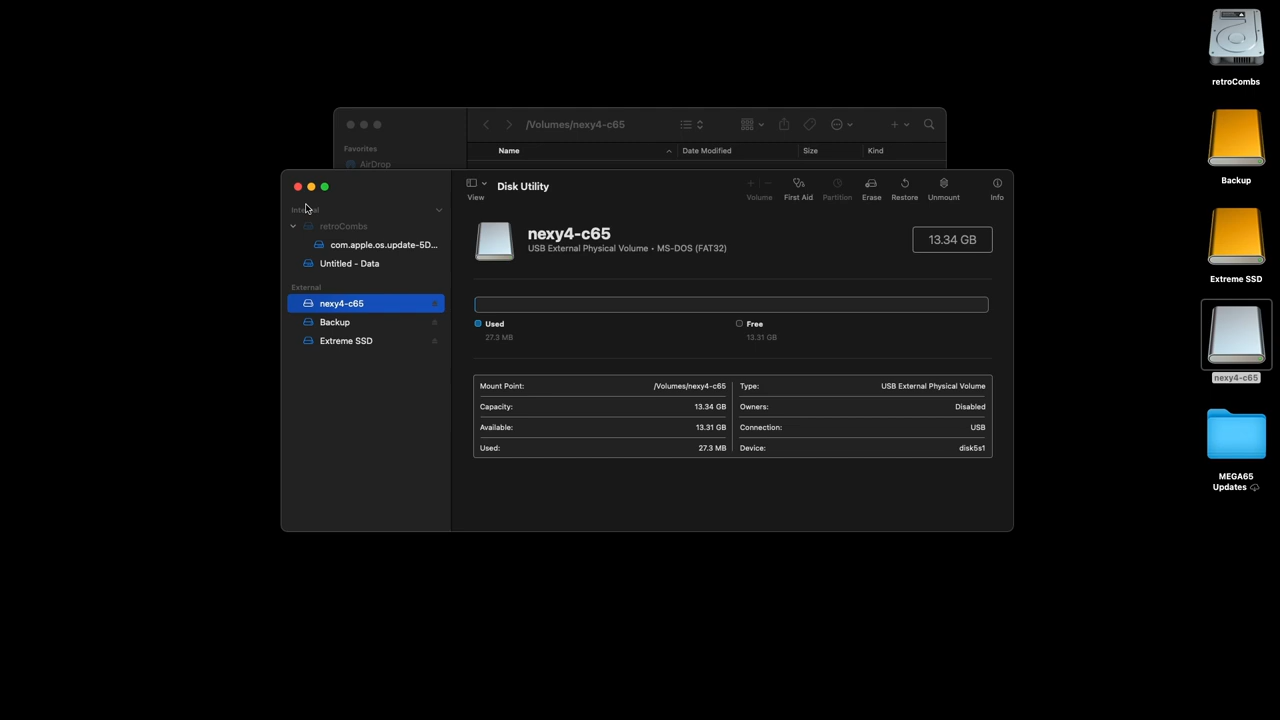 /Volumes/nexy4-c65
Favorites
AirDrop
Name
Date Modified
Size
Kind
Disk Utility
View
Volume
First Aid
Partition
Erase
Restore
Unmount
Info
Internal
retroCombs
com.apple.os.update-5D...
Untitled - Data
External
nexy4-c65
Backup
Extreme SSD
nexy4-c65
USB External Physical Volume • MS-DOS (FAT32)
13.34 GB
Used
27.3 MB
Free
13.31 GB
Mount Point: /Volumes/nexy4-c65
Capacity: 13.34 GB
Available: 13.31 GB
Used: 27.3 MB
Type: USB External Physical Volume
Owners: Disabled
Connection: USB
Device: disk5s1
retroCombs
Backup
Extreme SSD
nexy4-c65
MEGA65
Updates